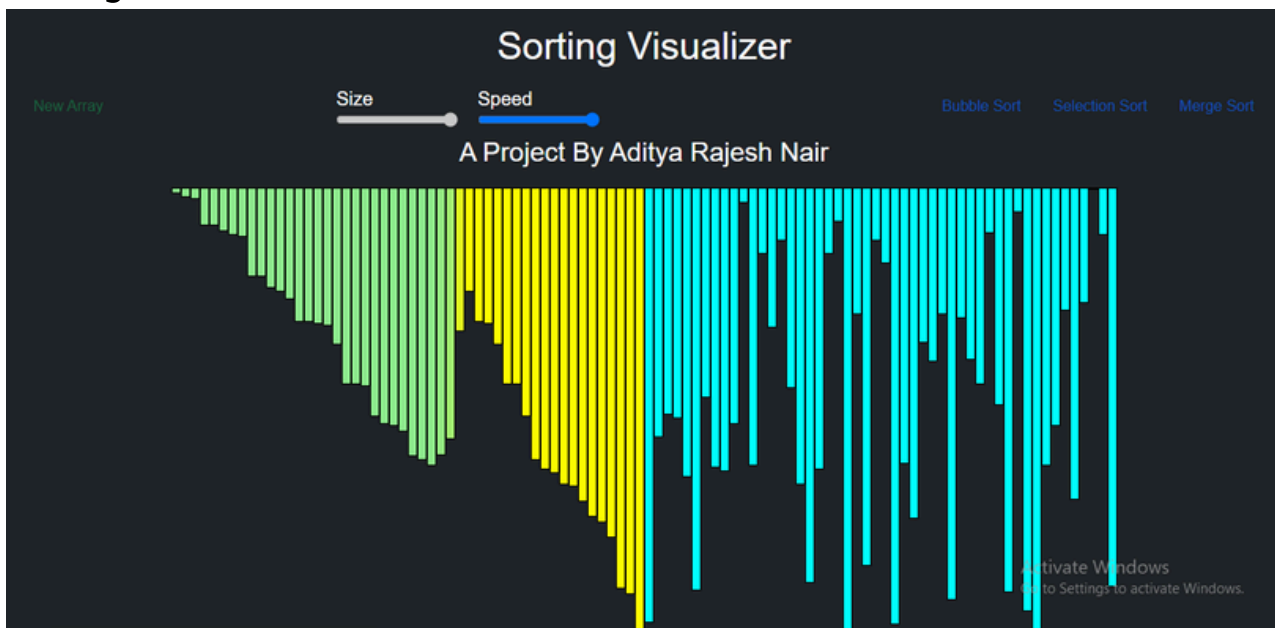 Sorting Visualizer
New Array
Size
Speed
Bubble Sort
Selection Sort
Merge Sort
A Project By Aditya Rajesh Nair
Activate Windows
Go to Settings to activate Windows.